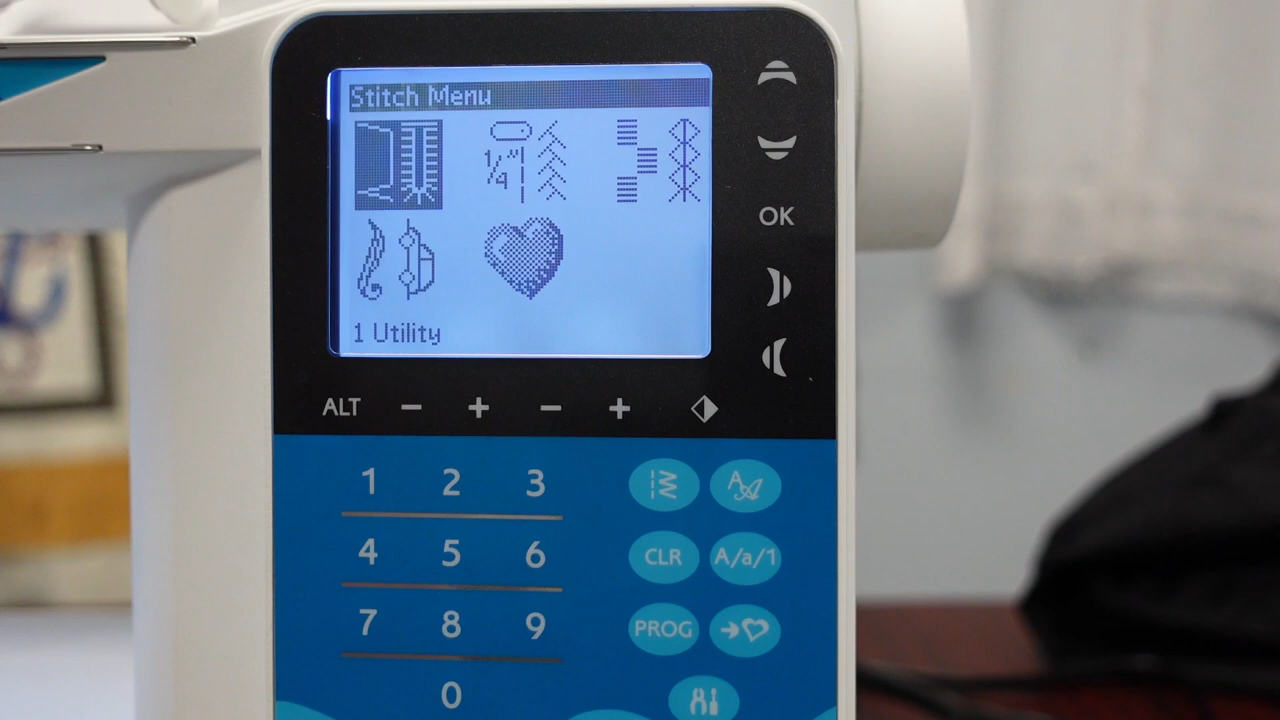 Stitch Menu
1/4"
1 Utility
OK
ALT − + − +
1 2 3
4 5 6
CLR A/a/1
7 8 9
PROG
0